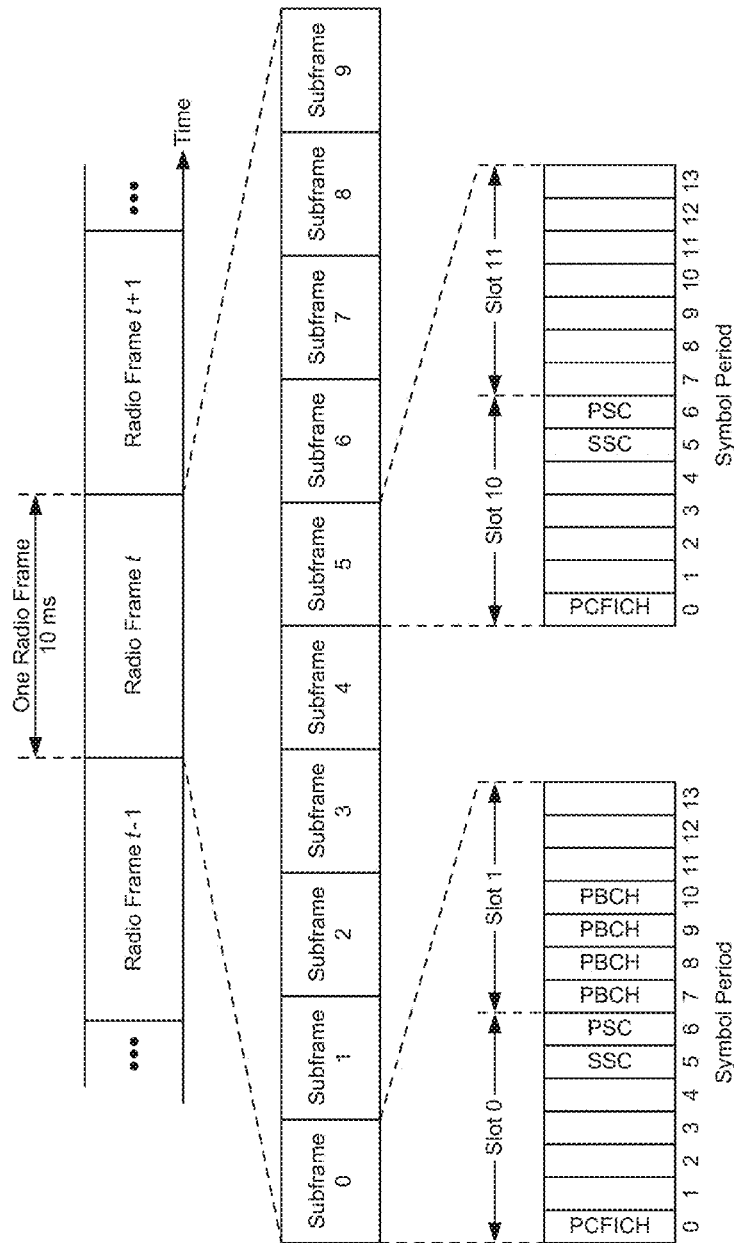 One Radio Frame
10 ms
••• Radio Frame t - 1 Radio Frame t Radio Frame t + 1 •••
Time
Subframe 0 Subframe 1 Subframe 2 Subframe 3 Subframe 4 Subframe 5 Subframe 6 Subframe 7 Subframe 8 Subframe 9
Slot 0 Slot 1
PCFICH SSC PSC PBCH PBCH PBCH PBCH
0 1 2 3 4 5 6 7 8 9 10 11 12 13
Symbol Period
Slot 10 Slot 11
PCFICH SSC PSC
0 1 2 3 4 5 6 7 8 9 10 11 12 13
Symbol Period